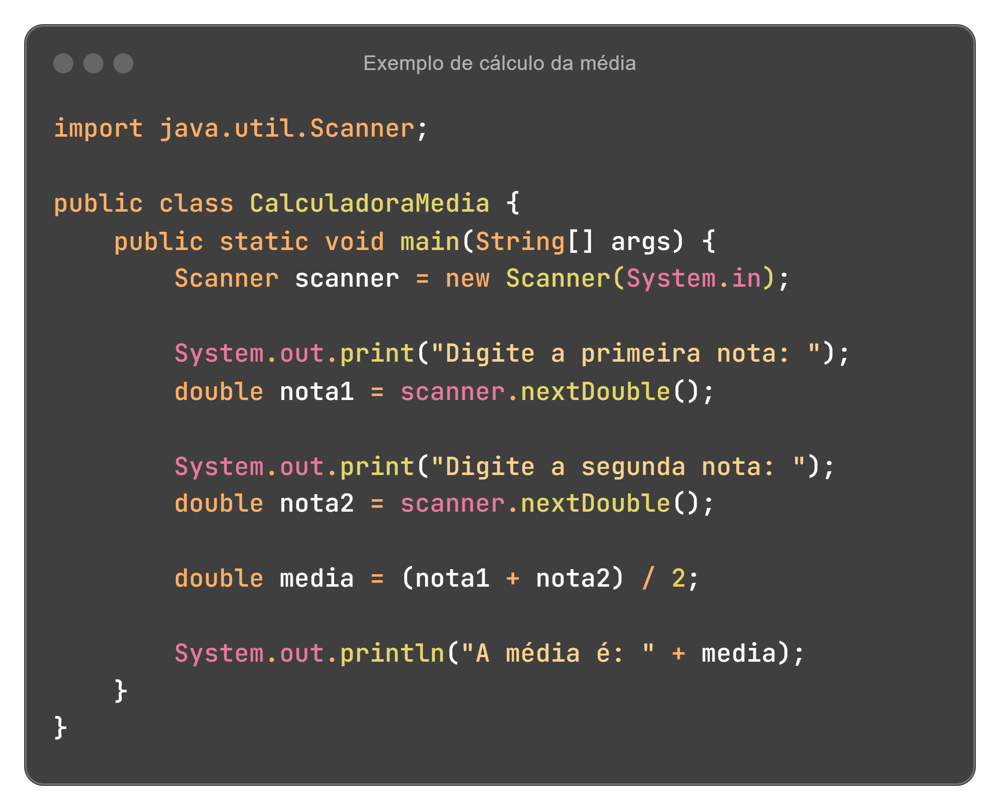 Exemplo de cálculo da média
import java.util.Scanner;
public class CalculadoraMedia {
    public static void main(String[] args) {
        Scanner scanner = new Scanner(System.in);
        System.out.print("Digite a primeira nota: ");
        double nota1 = scanner.nextDouble();
        System.out.print("Digite a segunda nota: ");
        double nota2 = scanner.nextDouble();
        double media = (nota1 + nota2) / 2;
        System.out.println("A média é: " + media);
    }
}